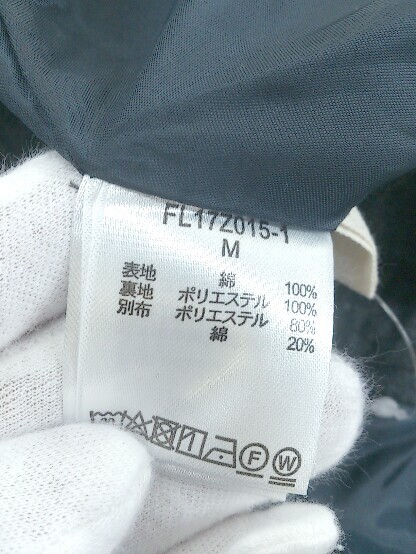 FL17Z015-1
M
表地 綿 100%
裏地 ポリエステル 100%
別布 ポリエステル 80%
綿 20%
F W